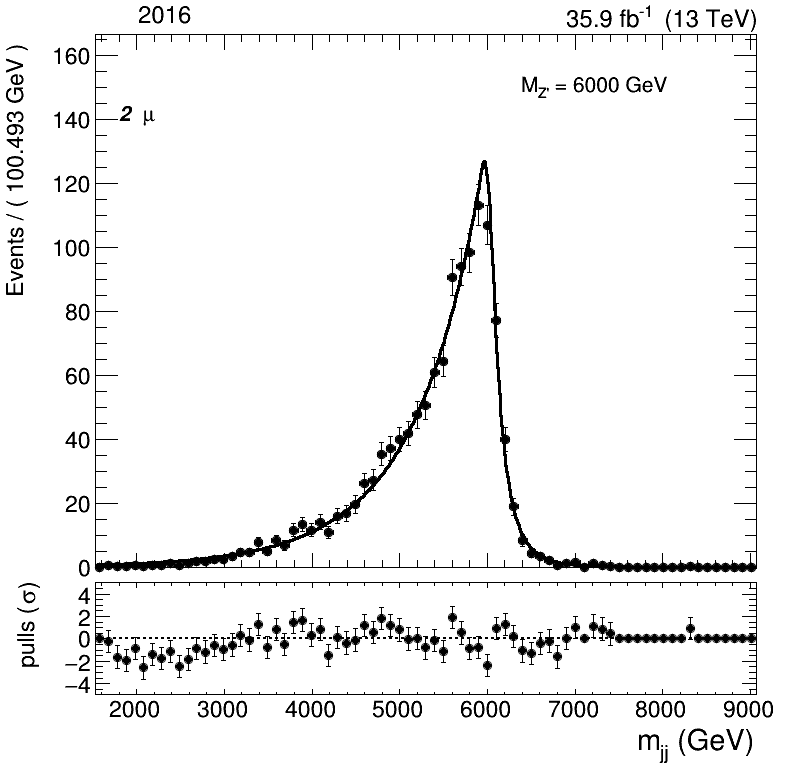 2016 35.9 fb⁻¹ (13 TeV)
Events / ( 100.493 GeV )
160
140
120
100
80
60
40
20
0
2 μ
M_Z' = 6000 GeV
pulls (σ)
4
2
0
−2
−4
2000 3000 4000 5000 6000 7000 8000 9000
m_jj (GeV)